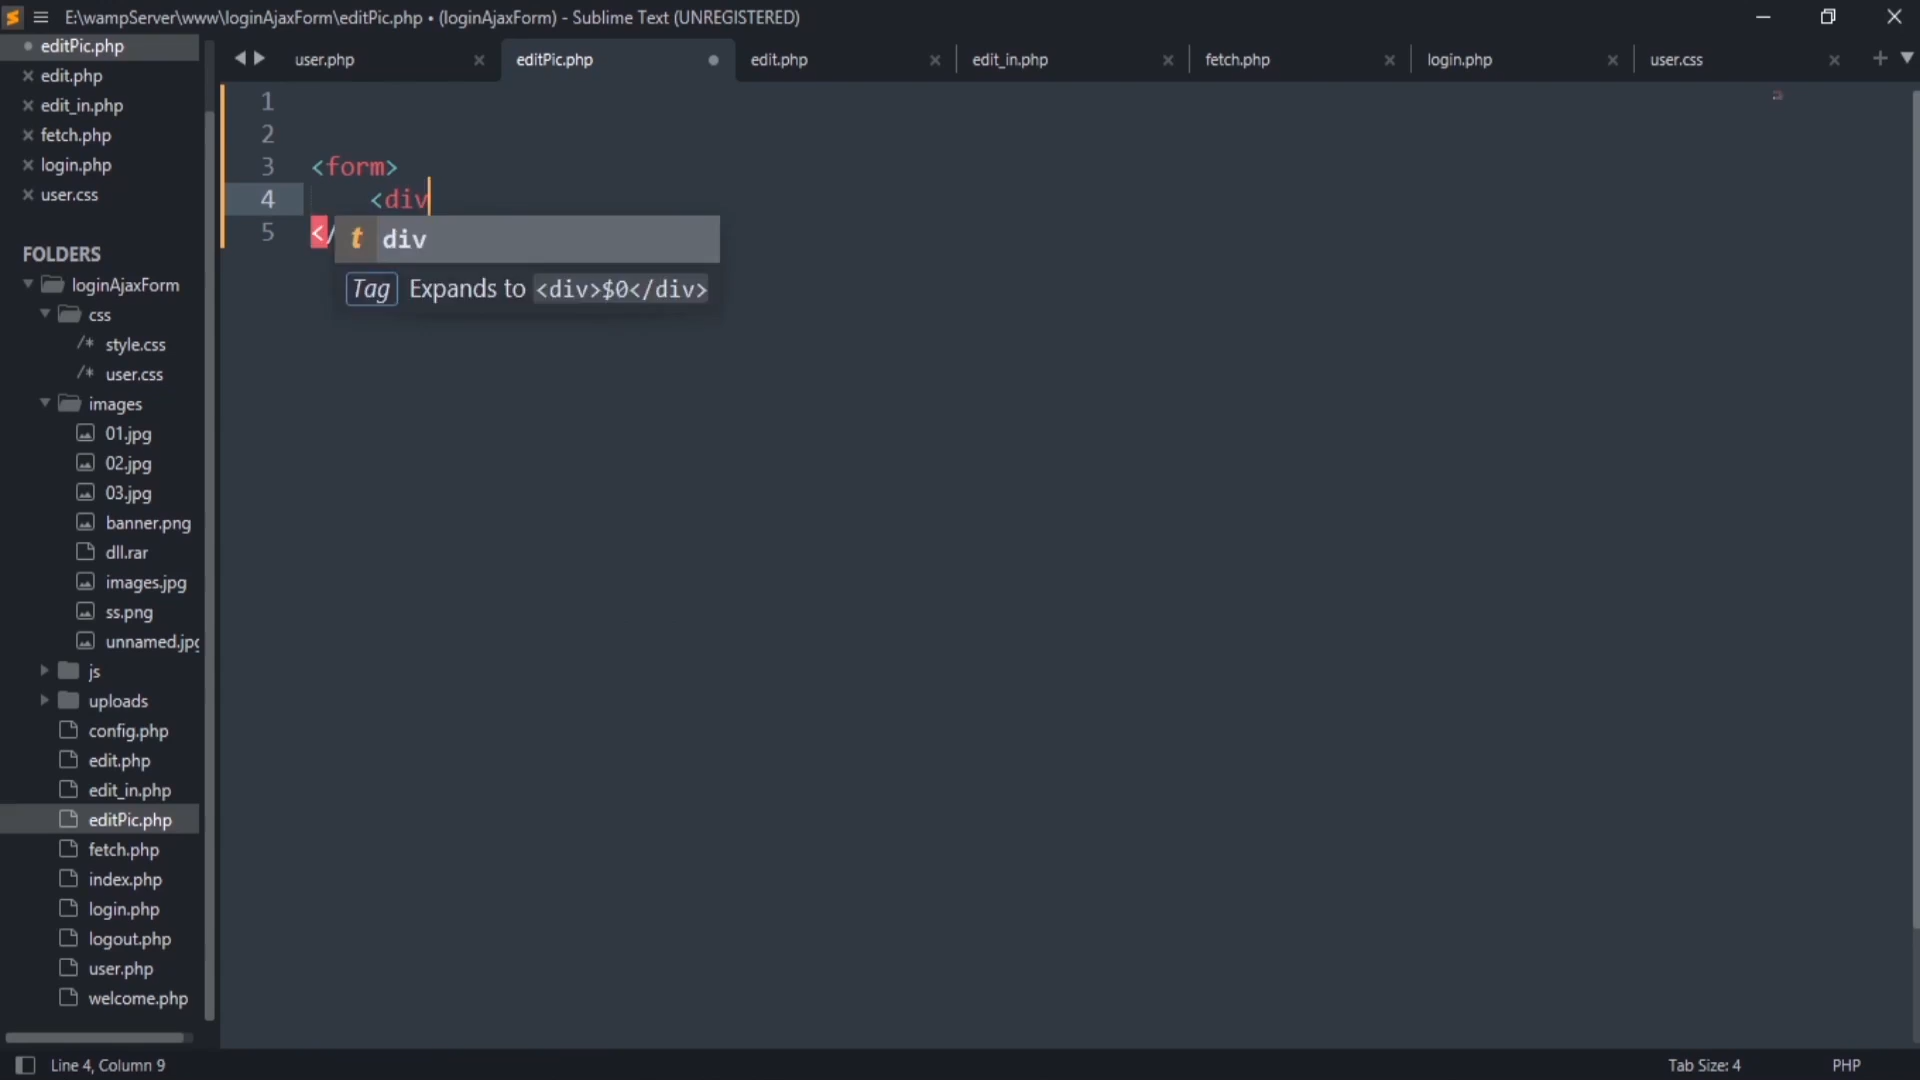 E:\wampServer\www\loginAjaxForm\editPic.php • (loginAjaxForm) - Sublime Text (UNREGISTERED)
editPic.php
edit.php
edit_in.php
fetch.php
login.php
user.css
FOLDERS
loginAjaxForm
css
/* style.css
/* user.css
images
01.jpg
02.jpg
03.jpg
banner.png
dll.rar
images.jpg
ss.png
unnamed.jpg
js
uploads
config.php
edit.php
edit_in.php
editPic.php
fetch.php
index.php
login.php
logout.php
user.php
welcome.php
user.php editPic.php edit.php edit_in.php fetch.php login.php user.css
1
2
3 <form>
4 <div
5 </
t div
Tag Expands to <div>$0</div>
Line 4, Column 9 Tab Size: 4 PHP